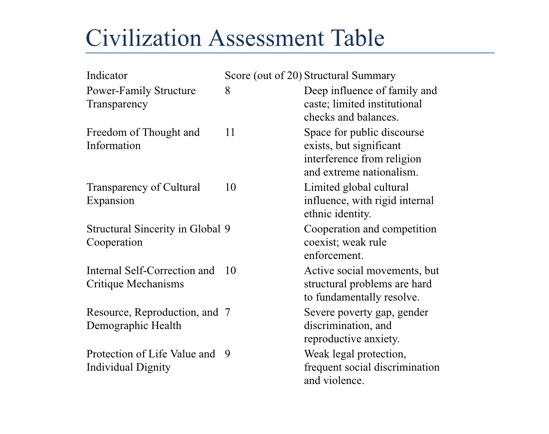 Civilization Assessment Table
Indicator Score (out of 20) Structural Summary
Power-Family Structure 8 Deep influence of family and
Transparency caste; limited institutional
checks and balances.
Freedom of Thought and 11 Space for public discourse
Information exists, but significant
interference from religion
and extreme nationalism.
Transparency of Cultural 10 Limited global cultural
Expansion influence, with rigid internal
ethnic identity.
Structural Sincerity in Global 9 Cooperation and competition
Cooperation coexist; weak rule
enforcement.
Internal Self-Correction and 10 Active social movements, but
Critique Mechanisms structural problems are hard
to fundamentally resolve.
Resource, Reproduction, and 7 Severe poverty gap, gender
Demographic Health discrimination, and
reproductive anxiety.
Protection of Life Value and 9 Weak legal protection,
Individual Dignity frequent social discrimination
and violence.